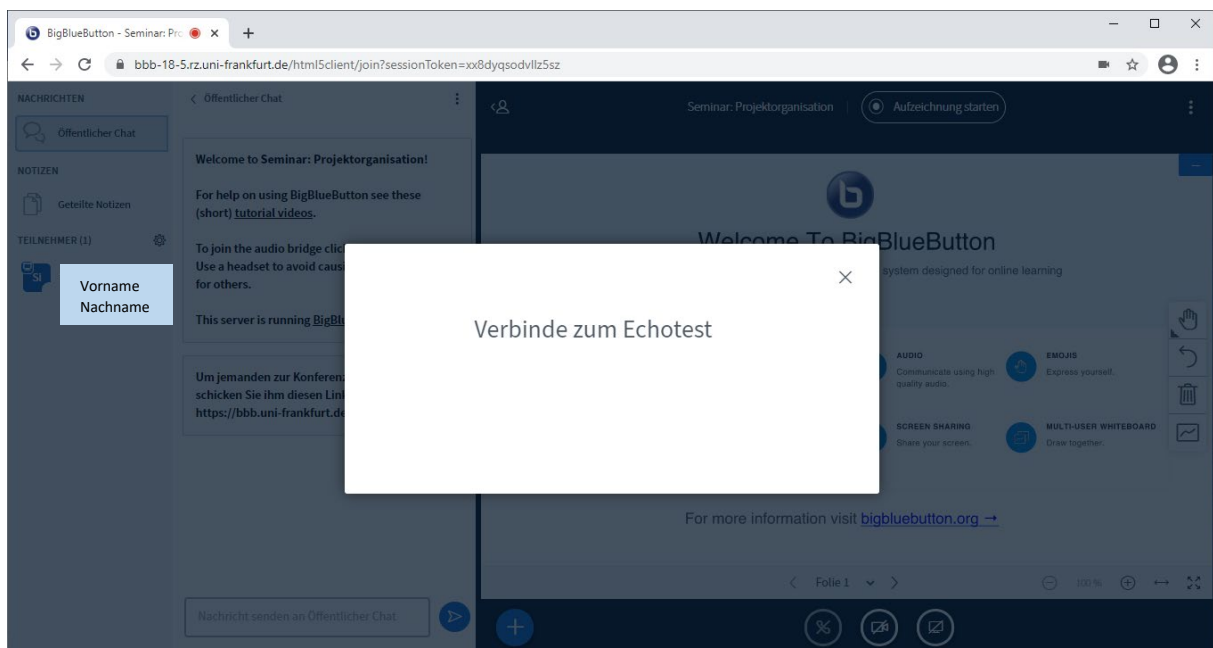 BigBlueButton - Seminar: Pro
bbb-18-5.rz.uni-frankfurt.de/html5client/join?sessionToken=xx8dyqsodvllz5sz
NACHRICHTEN
Öffentlicher Chat
NOTIZEN
Geteilte Notizen
TEILNEHMER (1)
SI
Vorname
Nachname
Öffentlicher Chat
Welcome to Seminar: Projektorganisation!
For help on using BigBlueButton see these
(short) tutorial videos.
To join the audio bridge clic
Use a headset to avoid caus
for others.
This server is running BigBl
Um jemanden zur Konferenz
schicken Sie ihm diesen Lin
https://bbb.uni-frankfurt.de
Nachricht senden an Öffentlicher Chat
Seminar: Projektorganisation
Aufzeichnung starten
Welcome To BigBlueButton
system designed for online learning
Verbinde zum Echotest
AUDIO
Communicate using high
quality audio.
EMOJIS
Express yourself.
SCREEN SHARING
Share your screen.
MULTI-USER WHITEBOARD
Draw together.
For more information visit bigbluebutton.org →
Folie 1
100 %